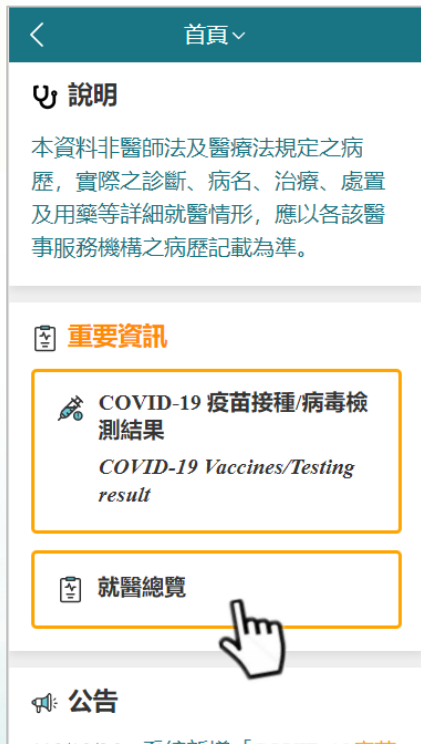 首頁
說明
本資料非醫師法及醫療法規定之病
歷，實際之診斷、病名、治療、處置
及用藥等詳細就醫情形，應以各該醫
事服務機構之病歷記載為準。
重要資訊
COVID-19 疫苗接種/病毒檢
測結果
COVID-19 Vaccines/Testing
result
就醫總覽
公告